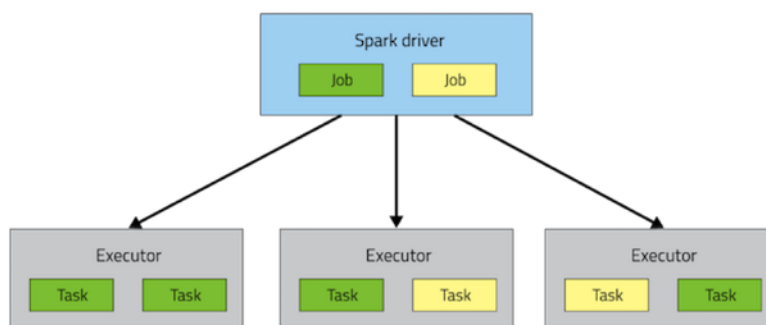 Spark driver
Job Job
Executor Executor Executor
Task Task Task Task Task Task